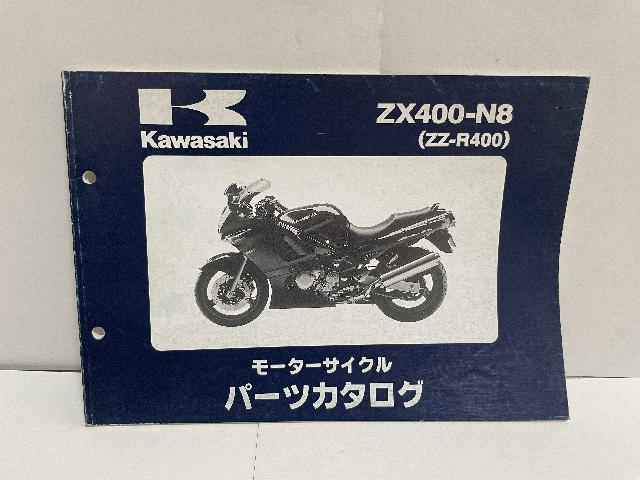 Kawasaki
ZX400-N8
(ZZ-R400)
モーターサイクル
パーツカタログ